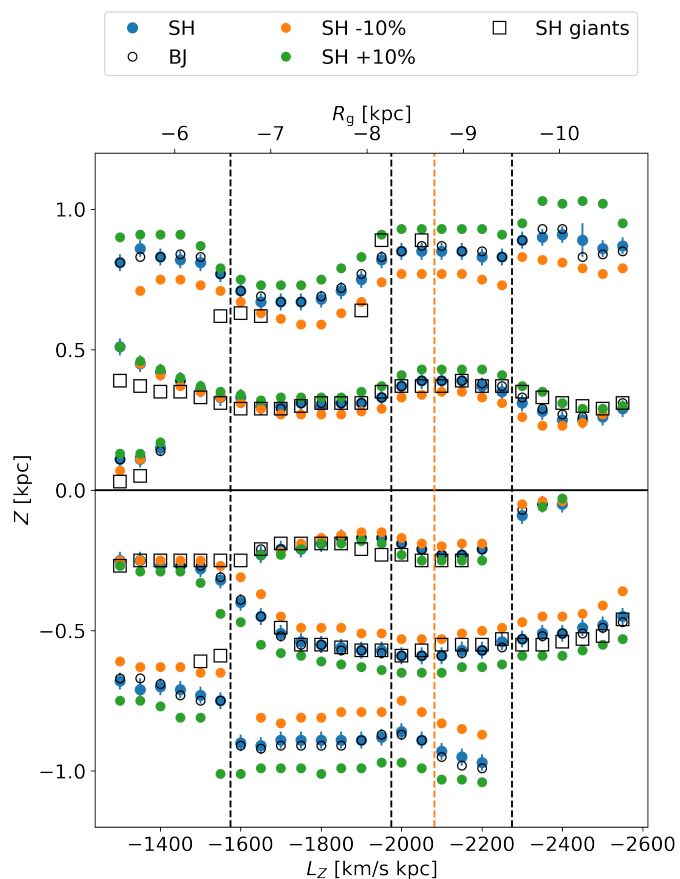 SH SH -10% SH giants
BJ SH +10%
R_g [kpc]
−6 −7 −8 −9 −10
1.0
0.5
0.0
−0.5
−1.0
Z [kpc]
−1400 −1600 −1800 −2000 −2200 −2400 −2600
L_Z [km/s kpc]